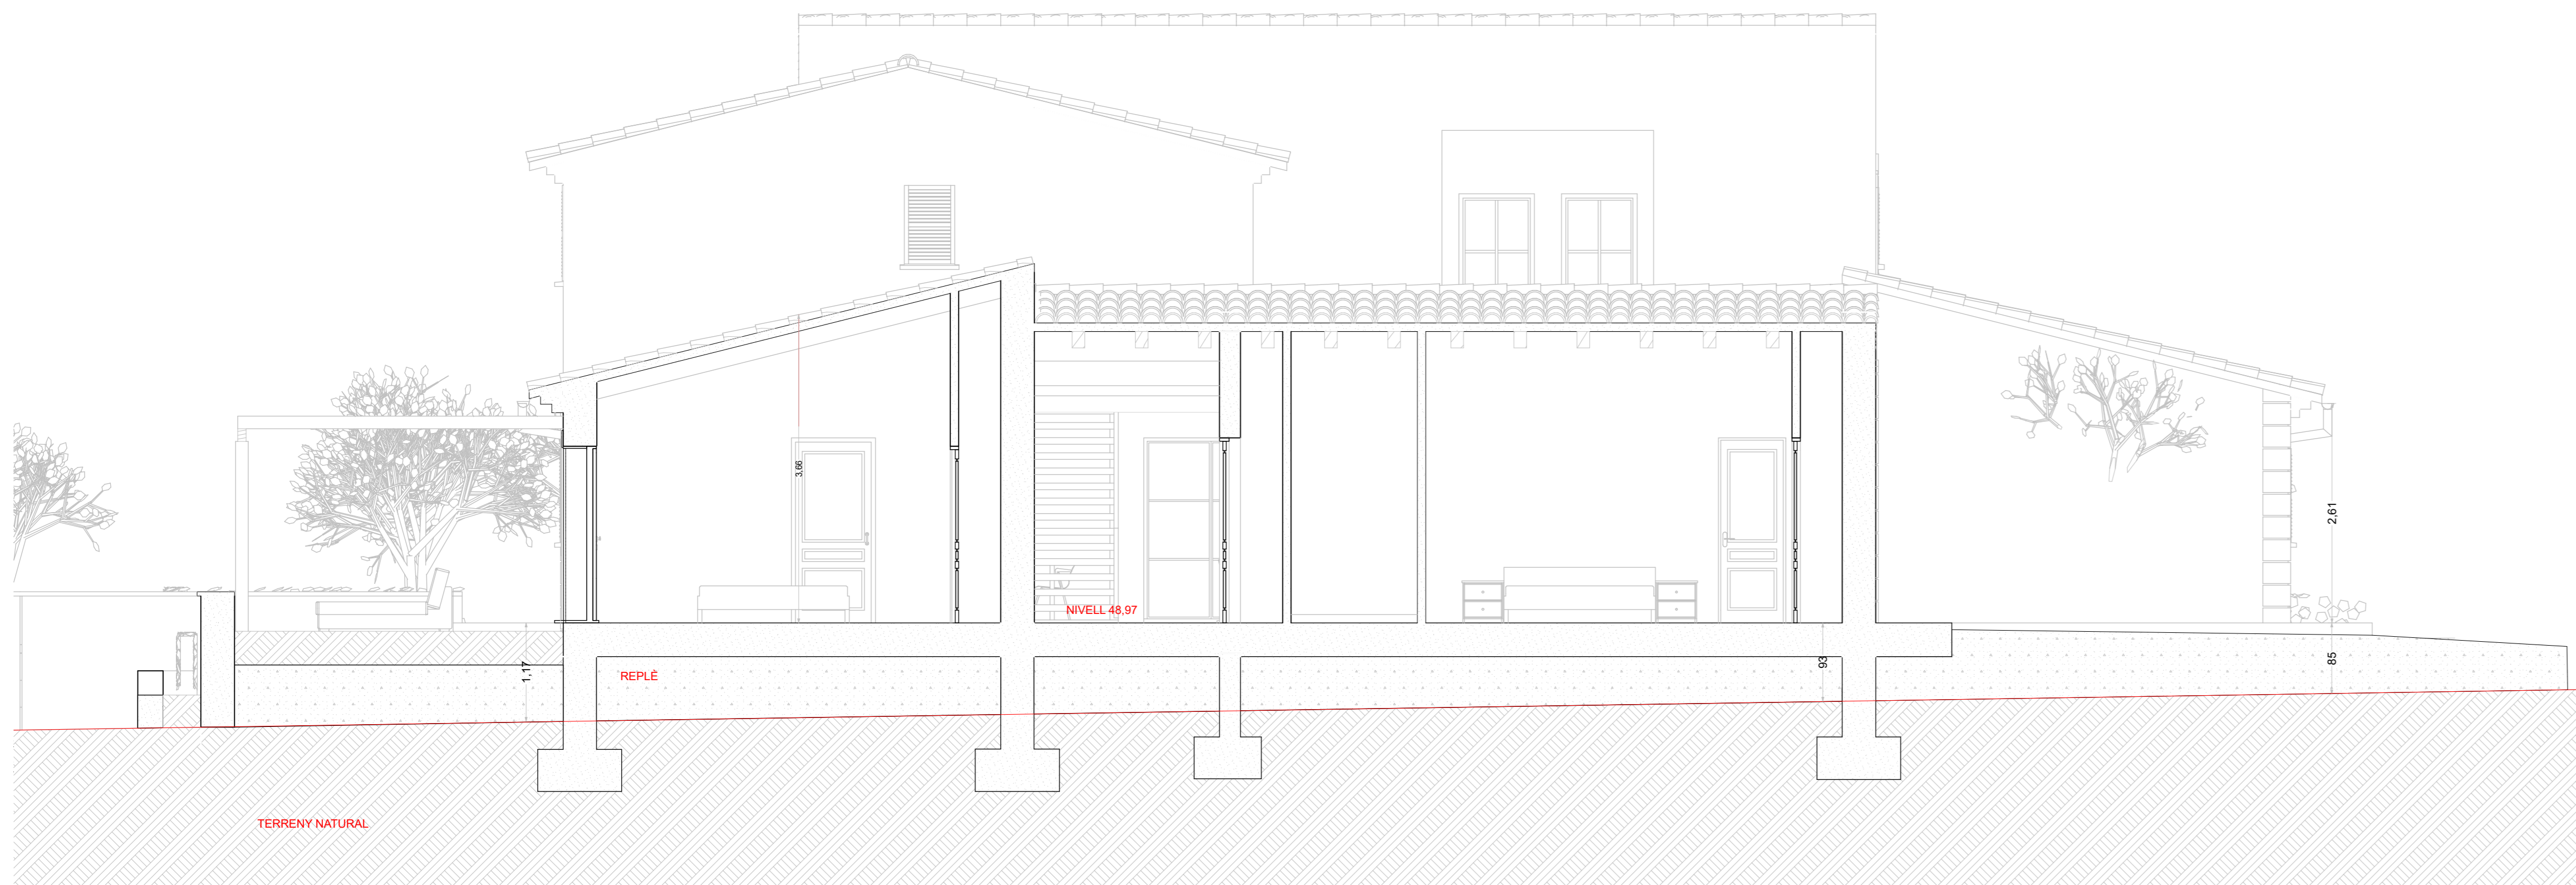 3,66
2,61
NIVELL 48,97
1,17
REPLÈ
93
85
TERRENY NATURAL